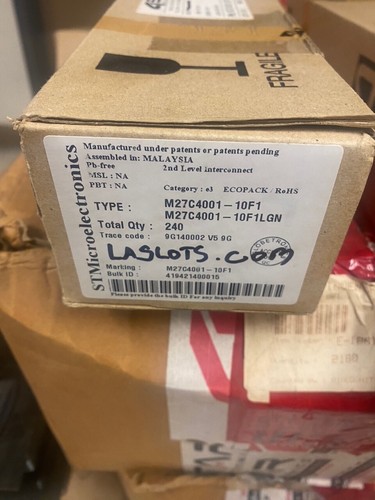 FRAGILE
STMicroelectronics
Manufactured under patents or patents pending
Assembled in: MALAYSIA
Pb-free 2nd Level Interconnect
MSL: NA
PBT: NA Category: e3 ECOPACK/RoHS
TYPE: M27C4001-10F1
M27C4001-10F1LGN
Total Qty: 240
Trace code: 9G140002 V5 9G
LASLOTS.COM
Marking: M27C4001-10F1
Bulk ID: 419421400015
Please provide the bulk ID For any inquiry